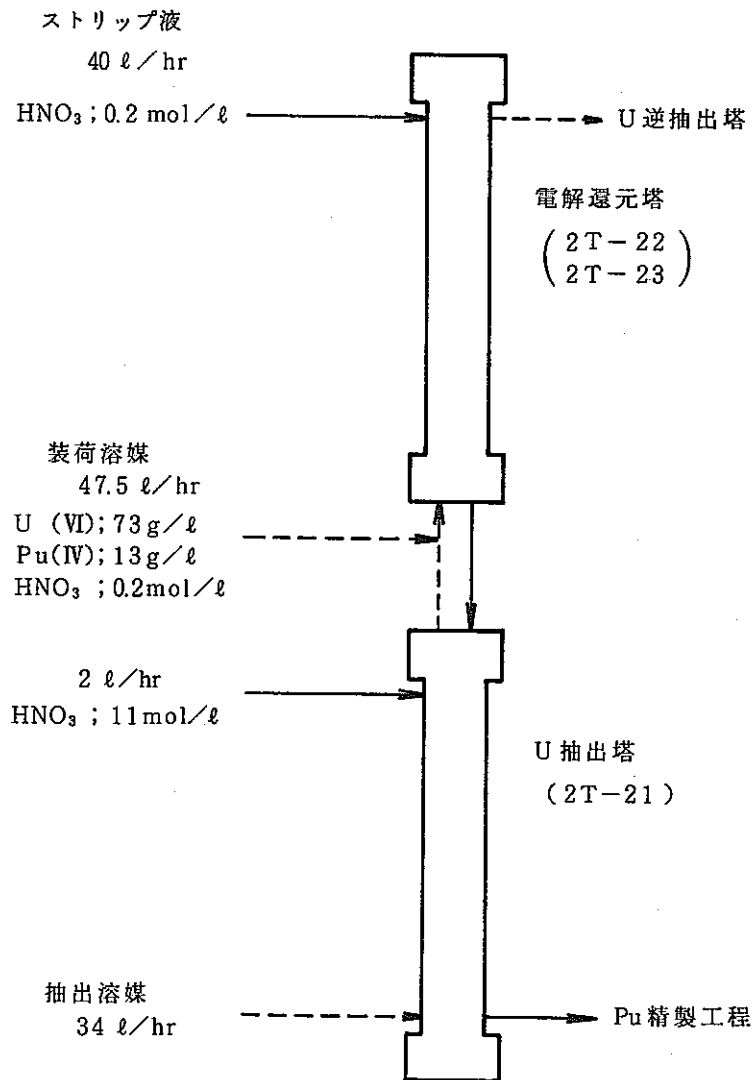 ストリップ液
40 ℓ/hr
HNO₃;0.2 mol/ℓ
U逆抽出塔
電解還元塔
(2T-22
2T-23)
装荷溶媒
47.5 ℓ/hr
U (Ⅵ);73g/ℓ
Pu(Ⅳ);13g/ℓ
HNO₃;0.2mol/ℓ
2 ℓ/hr
HNO₃;11mol/ℓ
U抽出塔
(2T-21)
抽出溶媒
34 ℓ/hr
Pu精製工程